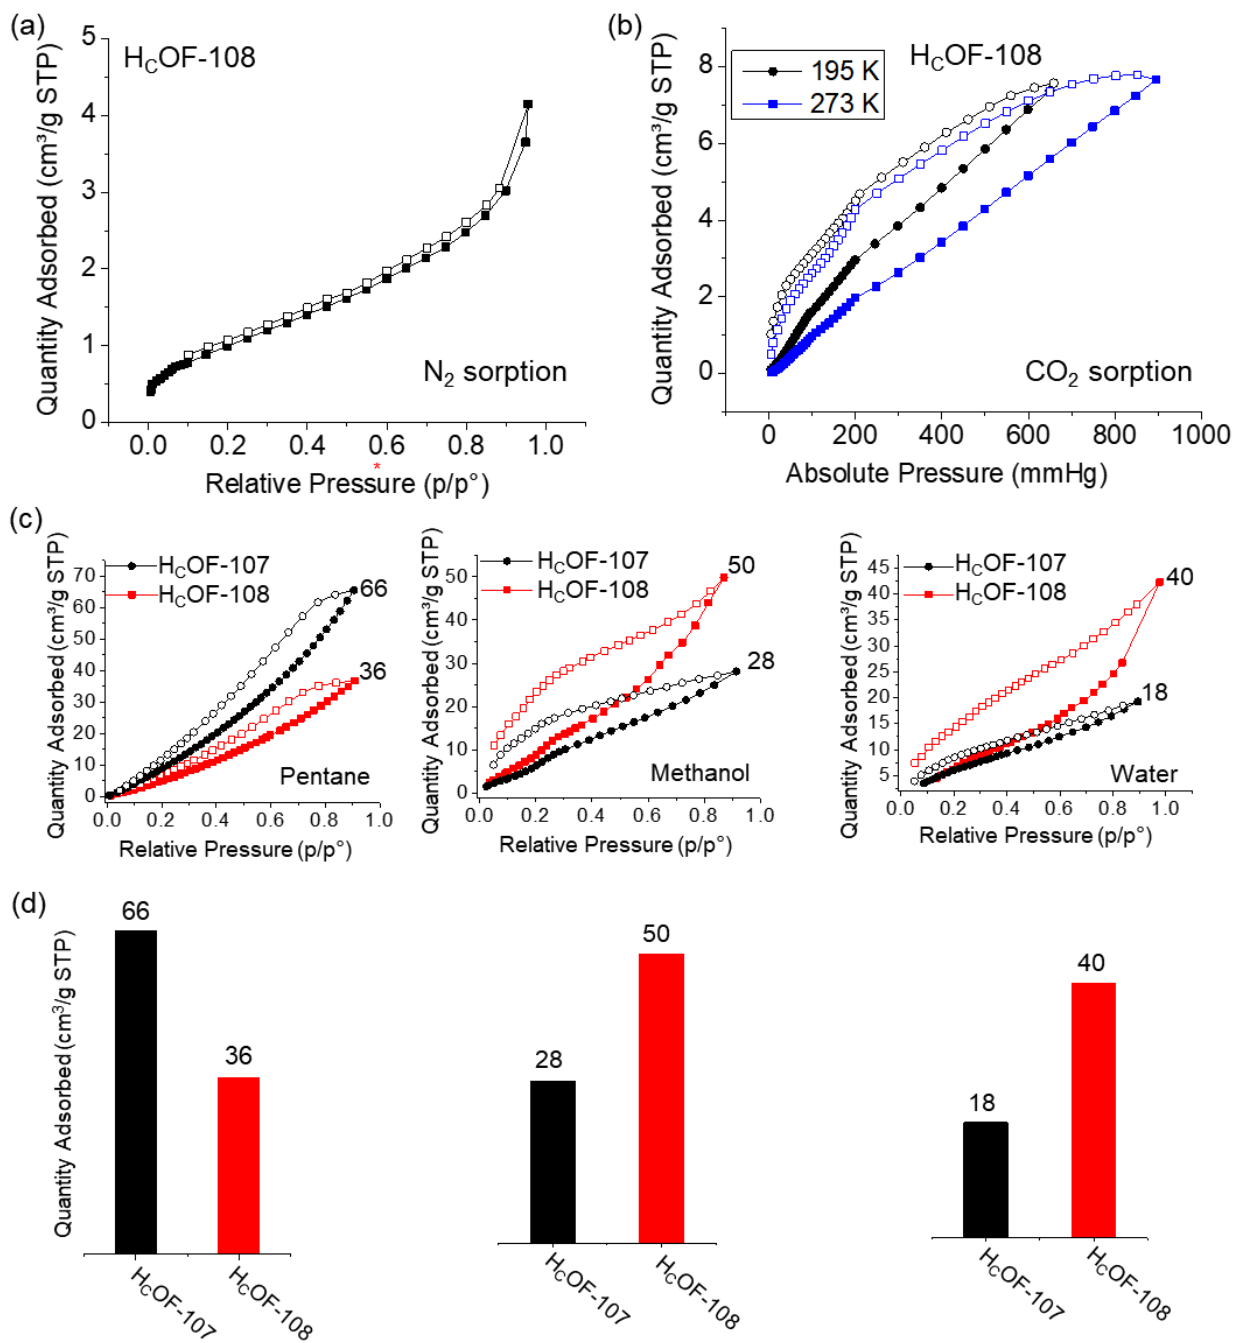 (a)
HCOF-108
Quantity Adsorbed (cm³/g STP)
5
4
3
2
1
0
0.0 0.2 0.4 0.6 0.8 1.0
*
Relative Pressure (p/p°)
N₂ sorption
(b)
195 K
273 K
HCOF-108
Quantity Adsorbed (cm³/g STP)
8
6
4
2
0
0 200 400 600 800 1000
Absolute Pressure (mmHg)
CO₂ sorption
(c)
HCOF-107
HCOF-108
Quantity Adsorbed (cm³/g STP)
70
60
50
40
30
20
10
0
66
36
Pentane
0.0 0.2 0.4 0.6 0.8 1.0
Relative Pressure (p/p°)
HCOF-107
HCOF-108
Quantity Adsorbed (cm³/g STP)
50
40
30
20
10
0
50
28
Methanol
0.0 0.2 0.4 0.6 0.8 1.0
Relative Pressure (p/p°)
HCOF-107
HCOF-108
Quantity Adsorbed (cm³/g STP)
45
40
35
30
25
20
15
10
5
40
18
Water
0.0 0.2 0.4 0.6 0.8 1.0
Relative Pressure (p/p°)
(d)
Quantity Adsorbed (cm³/g STP)
66
36
HCOF-107
HCOF-108
28
50
HCOF-107
HCOF-108
18
40
HCOF-107
HCOF-108